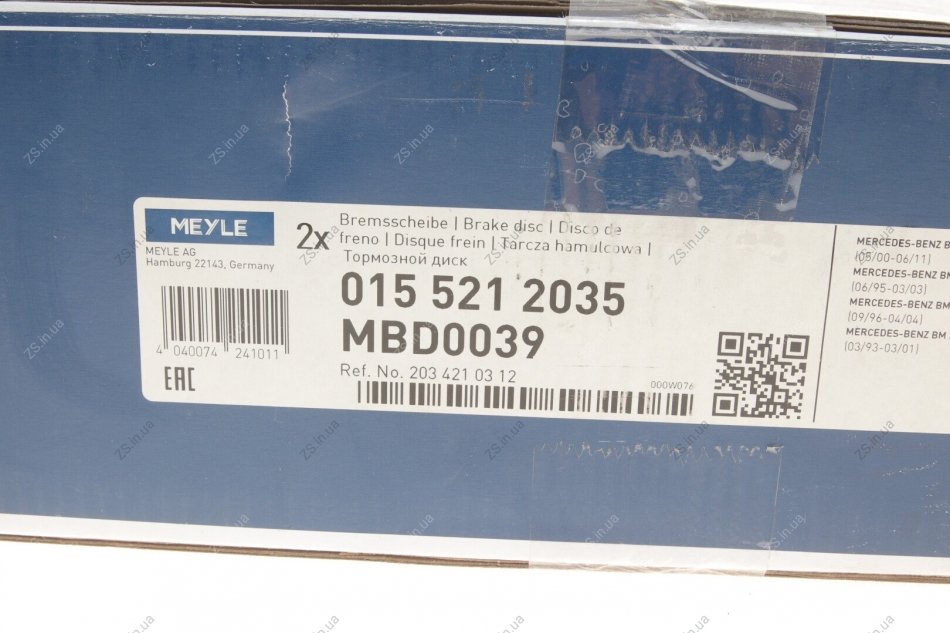 MEYLE
MEYLE AG
Hamburg 22143, Germany
4 040074 241011
EAC
2x
Bremsscheibe | Brake disc | Disco de
freno | Disque frein | Tarcza hamulcowa |
Тормозной диск
015 521 2035
MBD0039
Ref. No. 203 421 03 12
000W076
MERCEDES-BENZ
(05/00-06/11)
MERCEDES-BENZ BM
(06/95-03/03)
MERCEDES-BENZ BM
(09/96-04/04)
MERCEDES-BENZ BM
(03/93-03/01)
ZS.in.ua